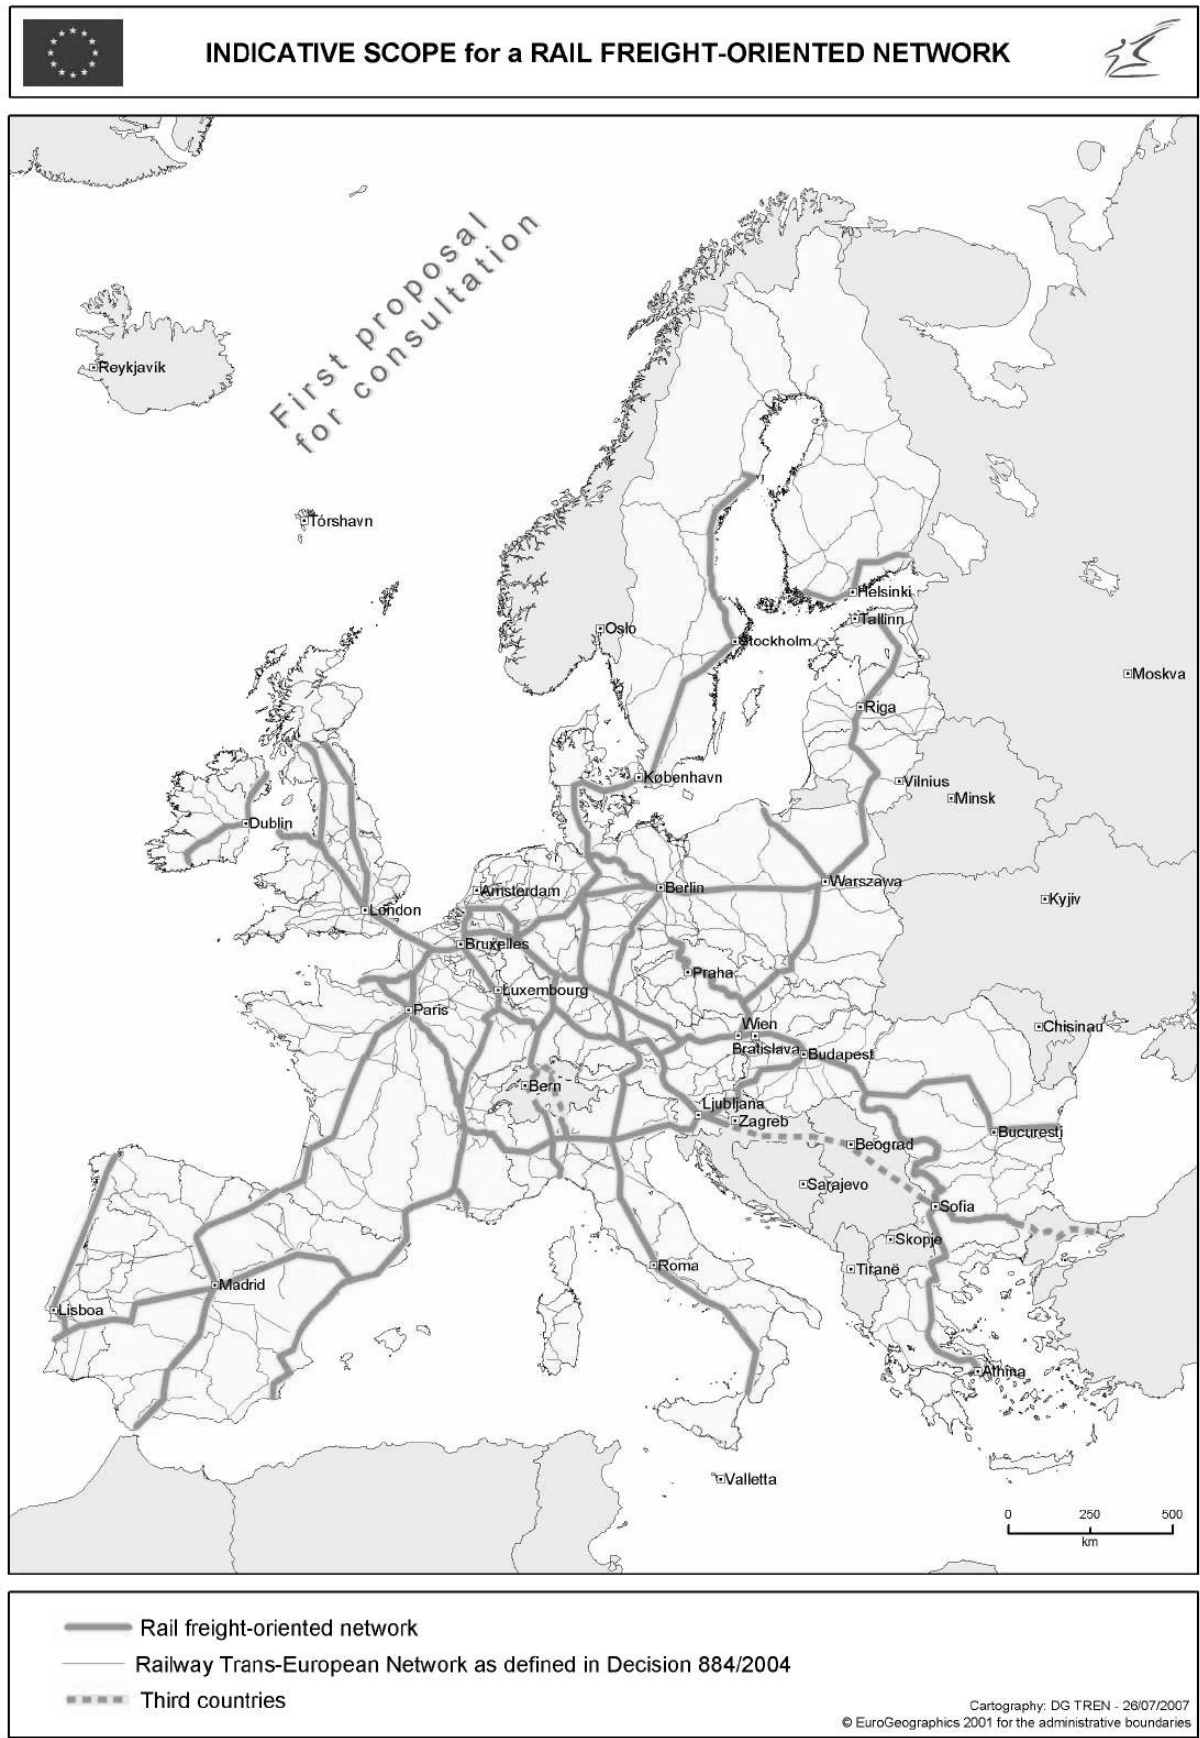 INDICATIVE SCOPE for a RAIL FREIGHT-ORIENTED NETWORK
First proposal
for consultation
Reykjavík
Tórshavn
Helsinki
Tallinn
Oslo
Stockholm
Moskva
Riga
København
Vilnius
Minsk
Dublin
Warszawa
Amsterdam
Berlin
Kyjiv
London
Bruxelles
Praha
Luxembourg
Paris
Wien
Chisinau
Bratislava
Budapest
Bern
Ljubljana
Zagreb
Bucuresti
Beograd
Sarajevo
Sofia
Skopje
Roma
Tiranë
Madrid
Lisboa
Athina
Valletta
0 250 500
km
Rail freight-oriented network
Railway Trans-European Network as defined in Decision 884/2004
Third countries
Cartography: DG TREN - 26/07/2007
© EuroGeographics 2001 for the administrative boundaries